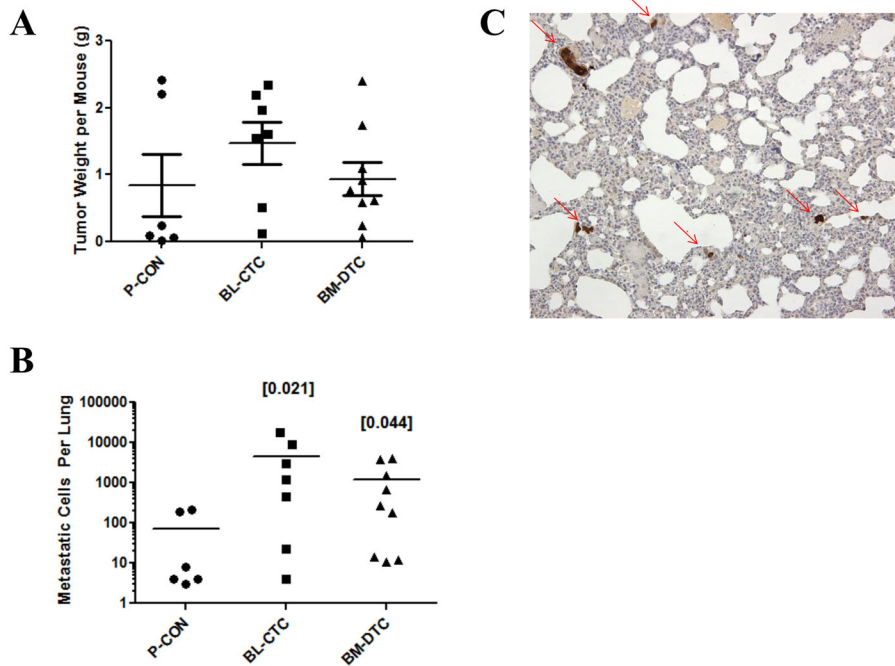 A
Tumor Weight per Mouse (g)
3
2
1
0
P-CON
BL-CTC
BM-DTC
B
Metastatic Cells Per Lung
100000
10000
1000
100
10
1
[0.021]
[0.044]
P-CON
BL-CTC
BM-DTC
C